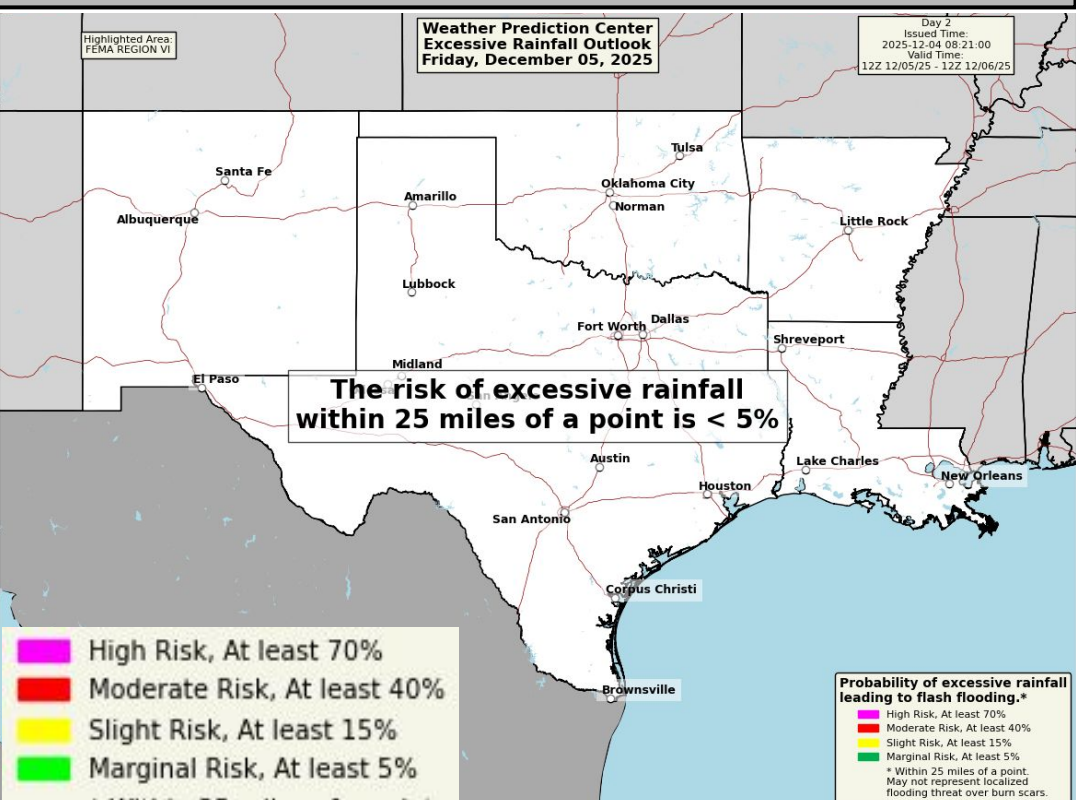 Highlighted Area:
FEMA REGION VI
Weather Prediction Center
Excessive Rainfall Outlook
Friday, December 05, 2025
Day 2
Issued Time:
2025-12-04 08:21:00
Valid Time:
12Z 12/05/25 - 12Z 12/06/25
Tulsa
Santa Fe
Oklahoma City
Amarillo
Norman
Albuquerque
Little Rock
Lubbock
Dallas
Fort Worth
Shreveport
Midland
El Paso
The risk of excessive rainfall
within 25 miles of a point is < 5%
Austin
Lake Charles
New Orleans
Houston
San Antonio
Corpus Christi
Brownsville
High Risk, At least 70%
Moderate Risk, At least 40%
Slight Risk, At least 15%
Marginal Risk, At least 5%
Probability of excessive rainfall
leading to flash flooding.*
High Risk, At least 70%
Moderate Risk, At least 40%
Slight Risk, At least 15%
Marginal Risk, At least 5%
* Within 25 miles of a point.
May not represent localized
flooding threat over burn scars.